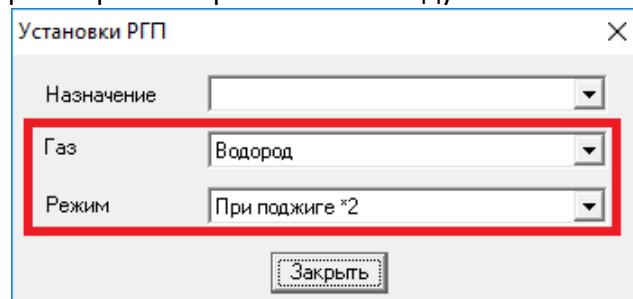 Установки РГП
Назначение
Газ
Водород
Режим
При поджиге *2
Закрыть